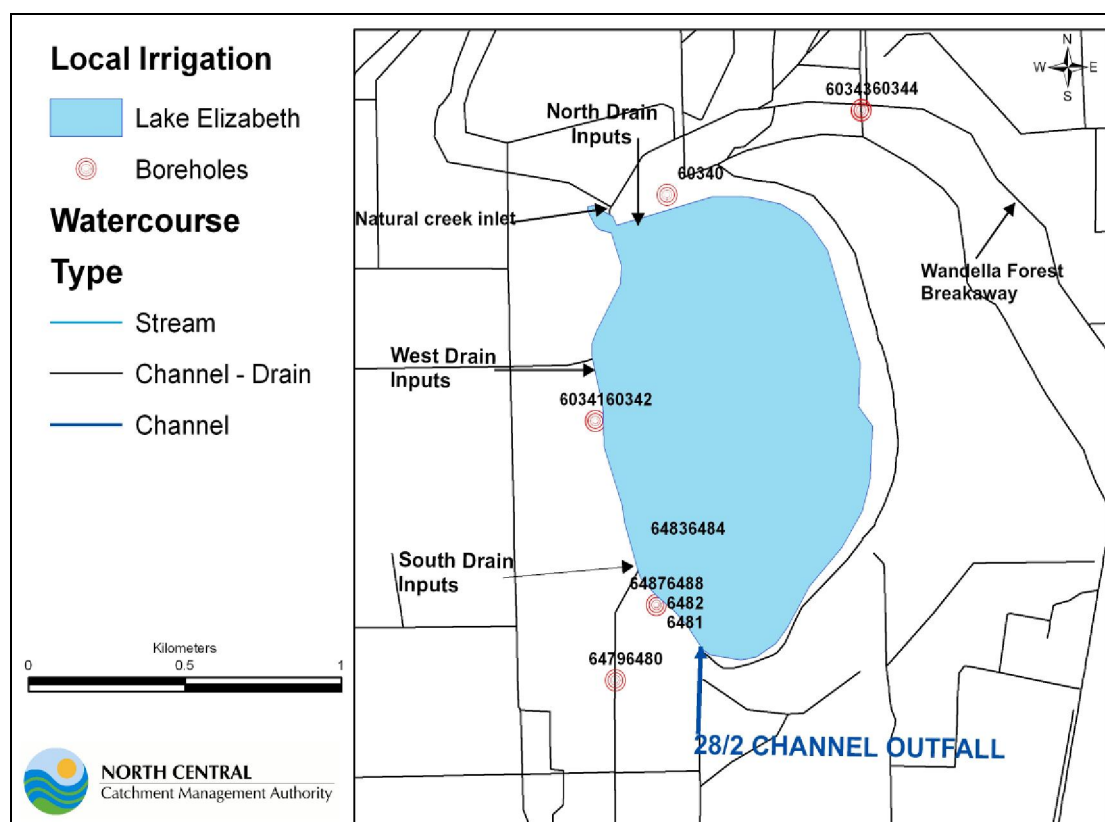 Local Irrigation
Lake Elizabeth
Boreholes
Watercourse
Type
Stream
Channel - Drain
Channel
Kilometers
0 0.5 1
NORTH CENTRAL
Catchment Management Authority
N
W E
S
6034360344
North Drain
Inputs
60340
Natural creek inlet
Wandella Forest
Breakaway
West Drain
Inputs
6034160342
64836484
South Drain
Inputs
64876488
6482
6481
64796480
28/2 CHANNEL OUTFALL